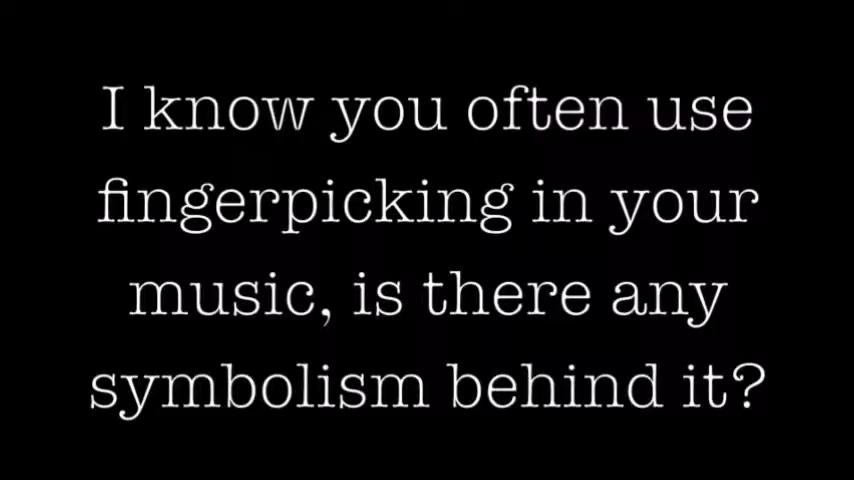 I know you often use
fingerpicking in your
music, is there any
symbolism behind it?